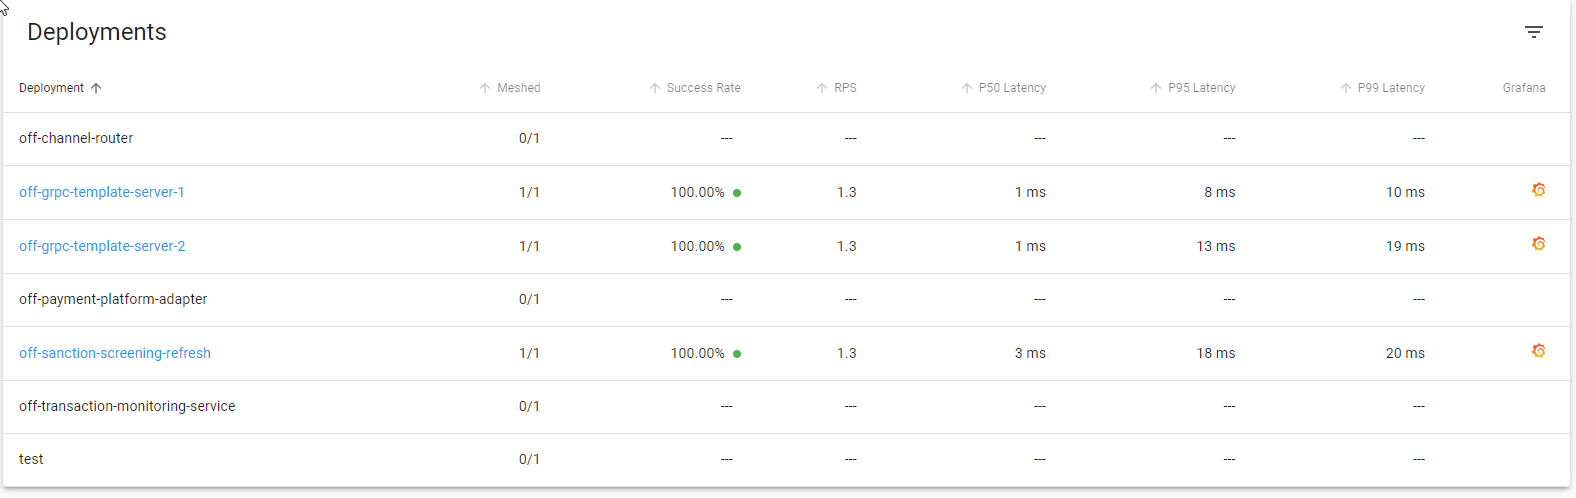 Deployments
Deployment Meshed Success Rate RPS P50 Latency P95 Latency P99 Latency Grafana
off-channel-router 0/1 --- --- --- --- ---
off-grpc-template-server-1 1/1 100.00% 1.3 1 ms 8 ms 10 ms
off-grpc-template-server-2 1/1 100.00% 1.3 1 ms 13 ms 19 ms
off-payment-platform-adapter 0/1 --- --- --- --- ---
off-sanction-screening-refresh 1/1 100.00% 1.3 3 ms 18 ms 20 ms
off-transaction-monitoring-service 0/1 --- --- --- --- ---
test 0/1 --- --- --- --- ---